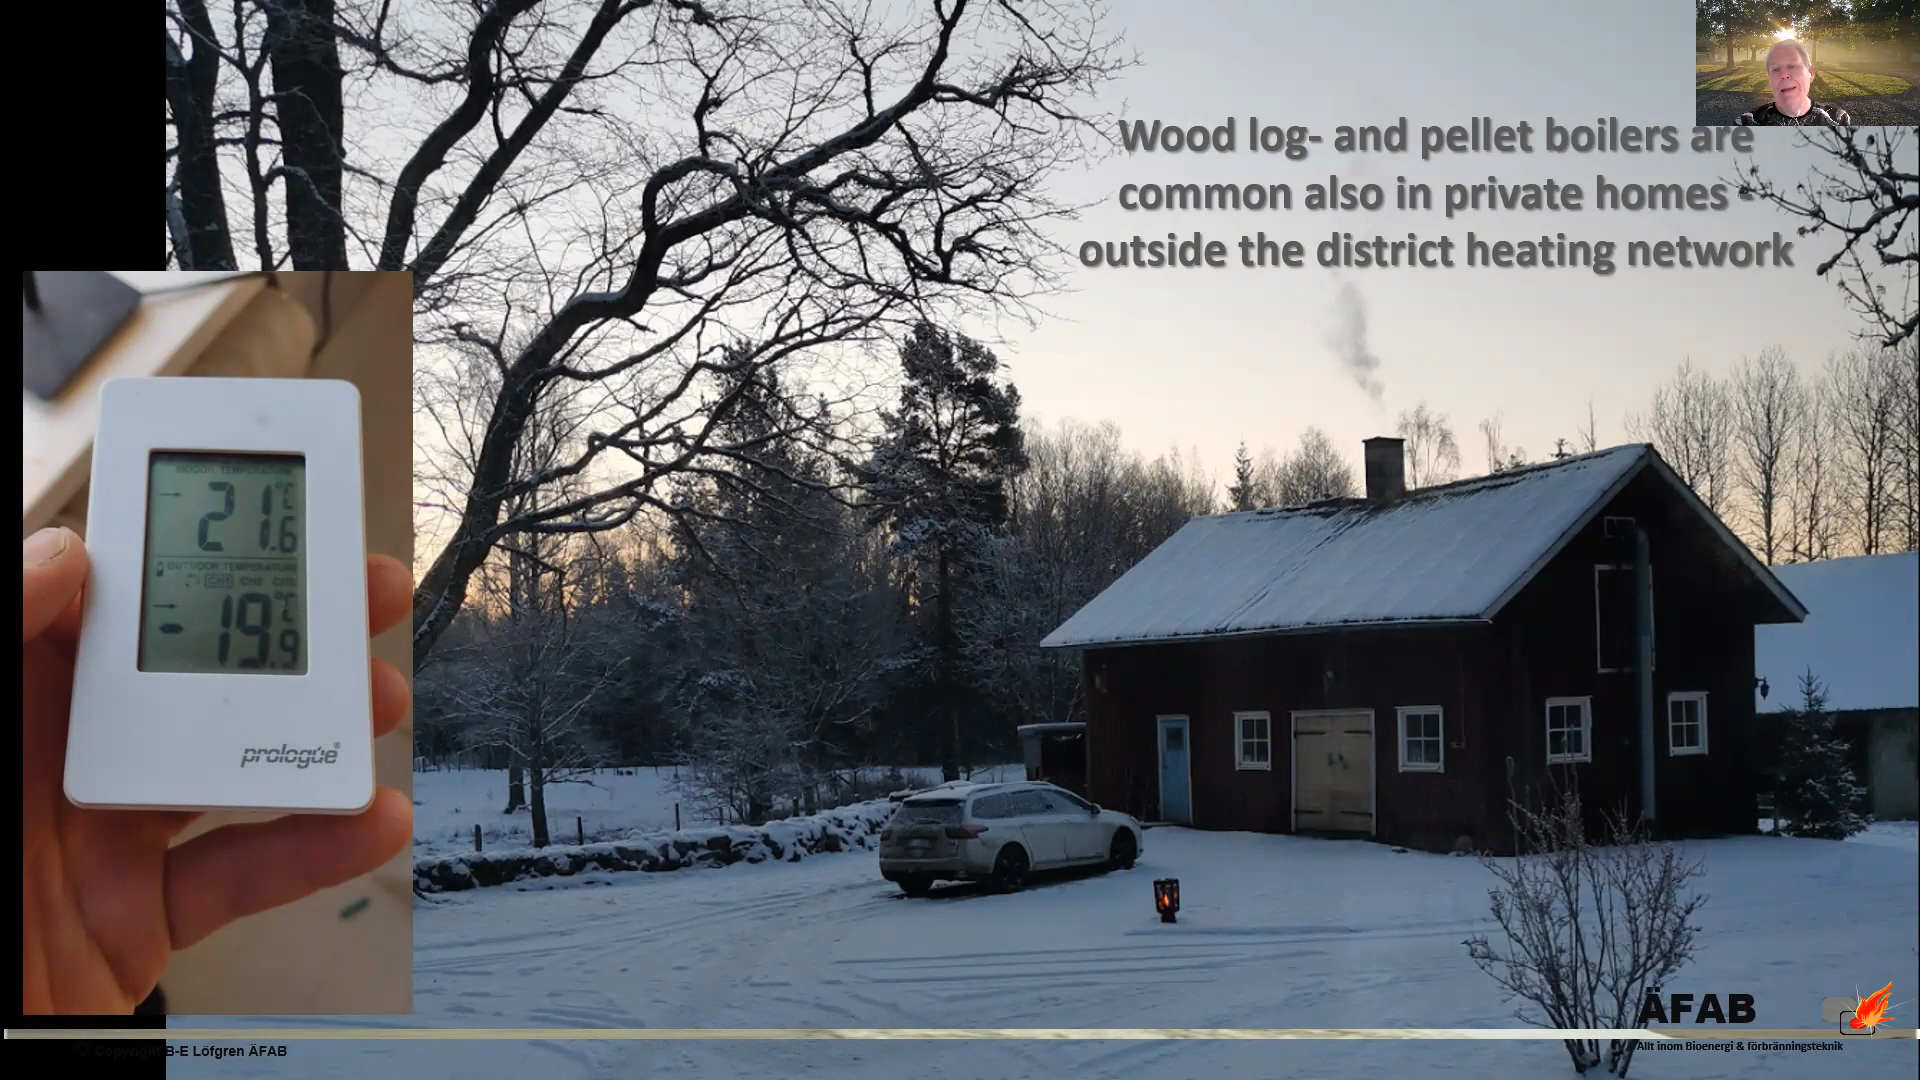 Wood log- and pellet boilers are
common also in private homes -
outside the district heating network
INDOOR TEMPERATURE
21.6 °C
OUTDOOR TEMPERATURE
CH1 CH2 CH3
-19.9 °C
prologue®
ÄFAB
Allt inom Bioenergi & förbränningsteknik
© Copyright B-E Löfgren ÄFAB